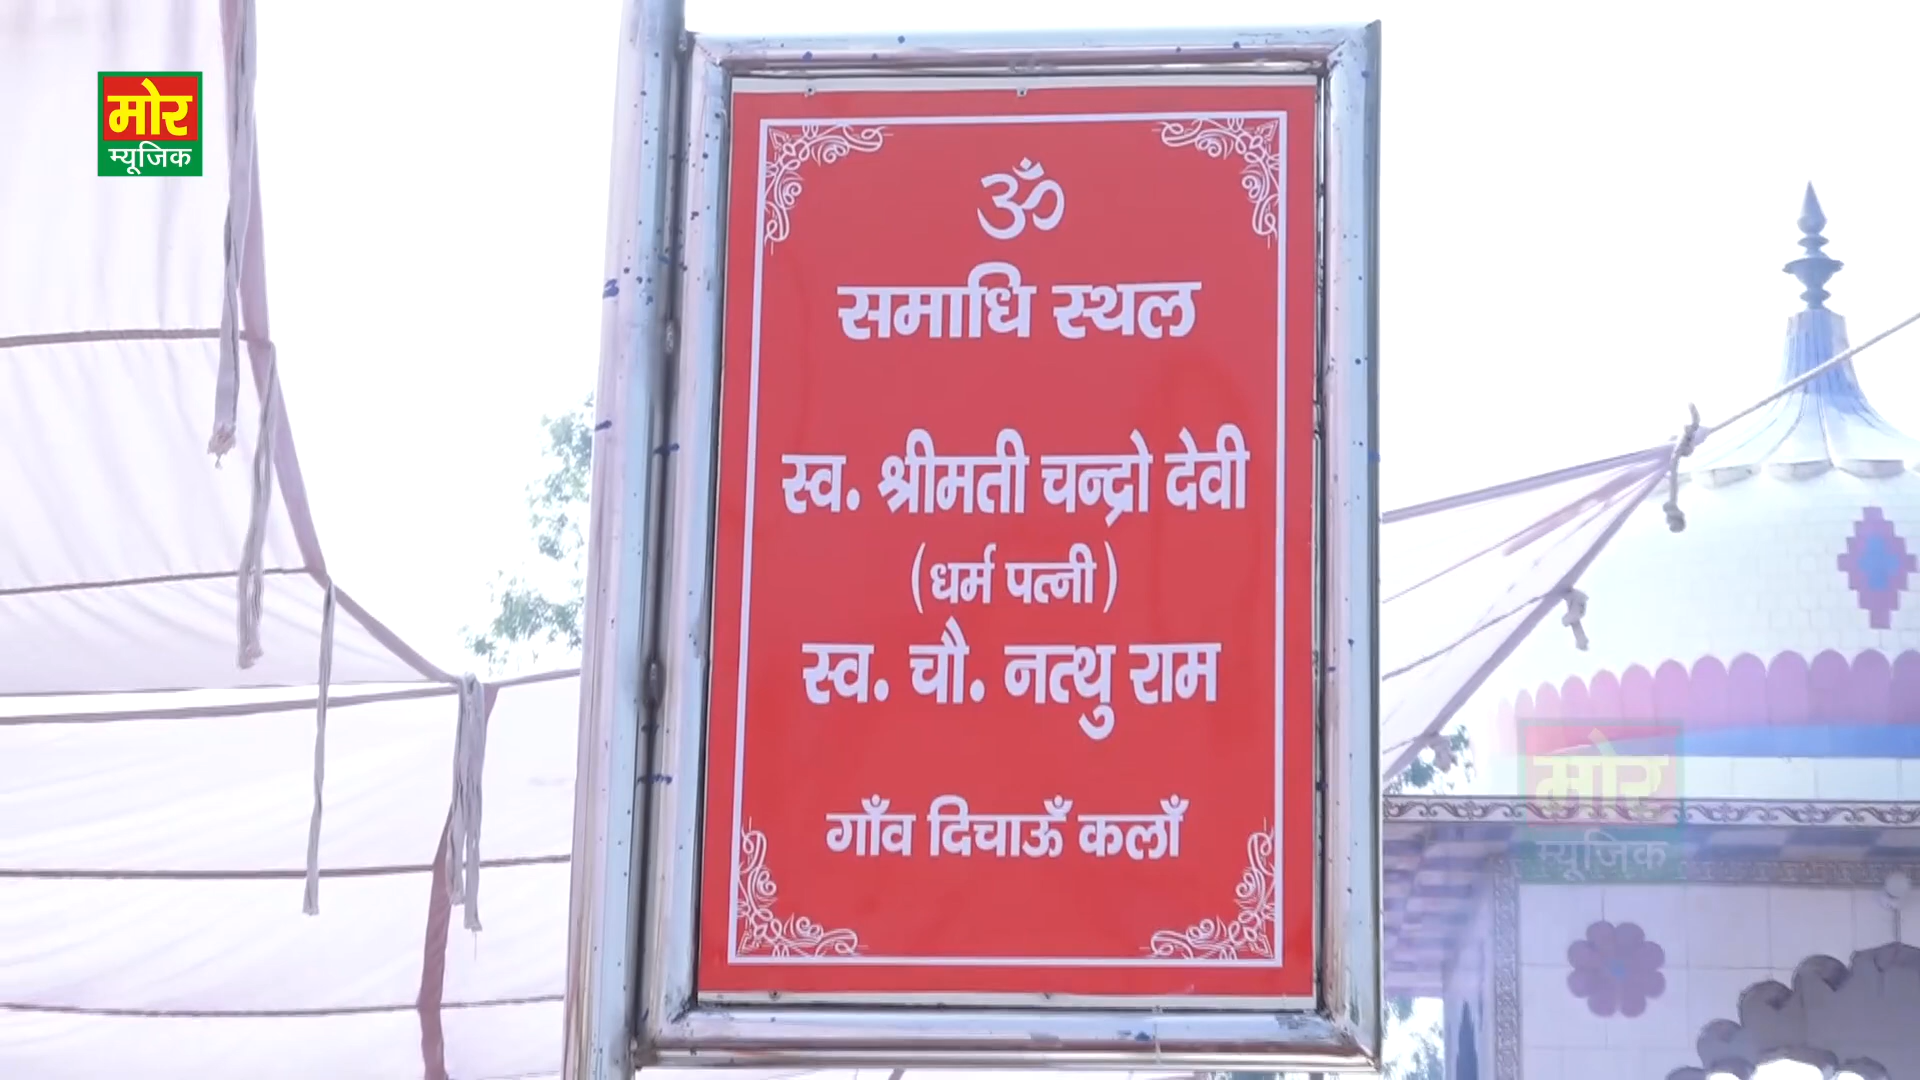 मोर
म्यूजिक
ॐ
समाधि स्थल
स्व. श्रीमती चन्द्रो देवी
(धर्म पत्नी)
स्व. चौ. नत्थु राम
गाँव दिचाऊँ कलाँ
मोर
म्यूजिक